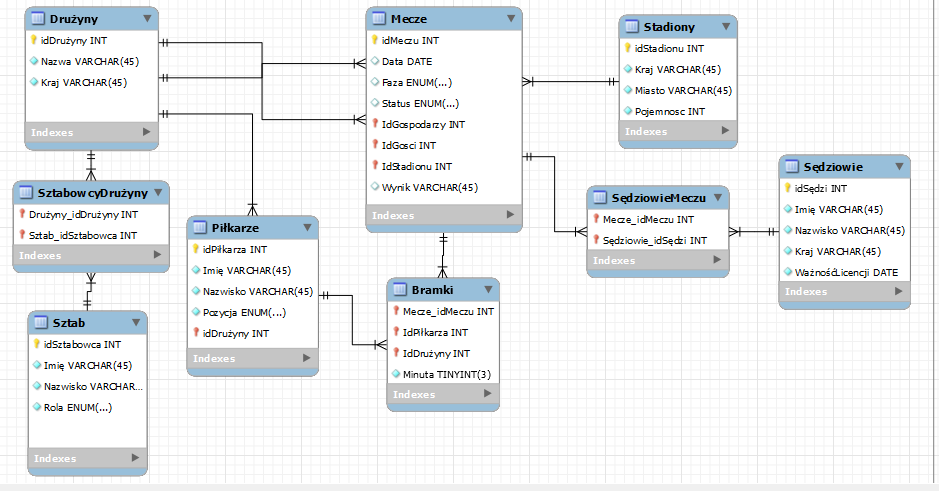 Drużyny
idDrużyny INT
Nazwa VARCHAR(45)
Kraj VARCHAR(45)
Indexes
Mecze
idMeczu INT
Data DATE
Faza ENUM(...)
Status ENUM(...)
IdGospodarzy INT
IdGosci INT
IdStadionu INT
Wynik VARCHAR(45)
Indexes
Stadiony
idStadionu INT
Kraj VARCHAR(45)
Miasto VARCHAR(45)
Pojemnosc INT
Indexes
SztabowcyDrużyny
Drużyny_idDrużyny INT
Sztab_idSztabowca INT
Indexes
Piłkarze
idPiłkarza INT
Imię VARCHAR(45)
Nazwisko VARCHAR(45)
Pozycja ENUM(...)
idDrużyny INT
Indexes
SędziowieMeczu
Mecze_idMeczu INT
Sędziowie_idSędzi INT
Indexes
Sędziowie
idSędzi INT
Imię VARCHAR(45)
Nazwisko VARCHAR(45)
Kraj VARCHAR(45)
WażnośćLicencji DATE
Indexes
Sztab
idSztabowca INT
Imię VARCHAR(45)
Nazwisko VARCHAR...
Rola ENUM(...)
Indexes
Bramki
Mecze_idMeczu INT
IdPiłkarza INT
IdDrużyny INT
Minuta TINYINT(3)
Indexes